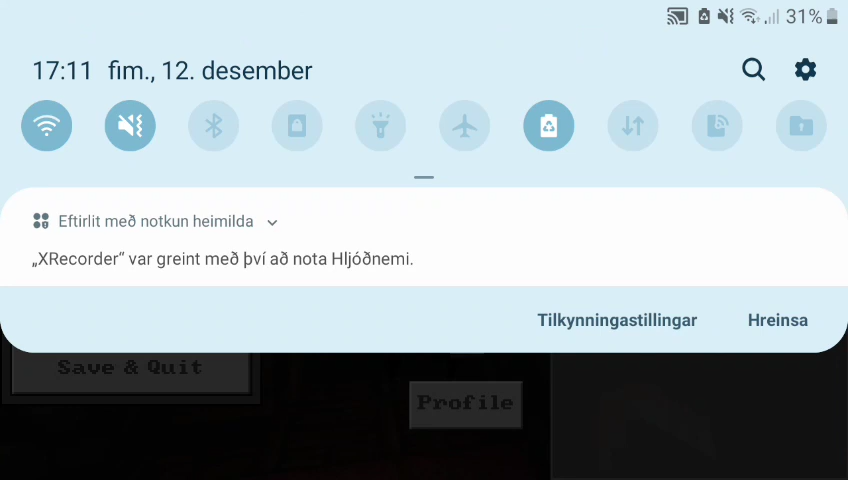 31%
17:11 fim., 12. desember
Eftirlit með notkun heimilda
„XRecorder“ var greint með því að nota Hljóðnemi.
Tilkynningastillingar Hreinsa
Save & Quit
Profile